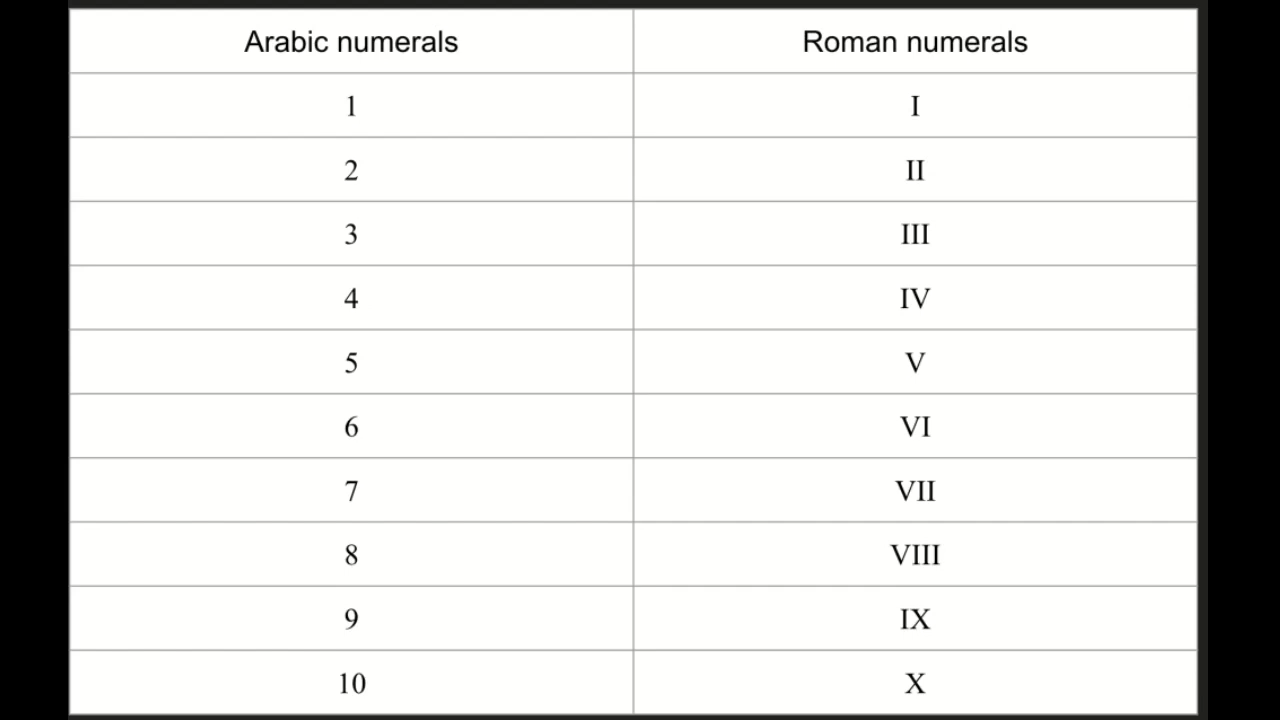 Arabic numerals Roman numerals
1 I
2 II
3 III
4 IV
5 V
6 VI
7 VII
8 VIII
9 IX
10 X